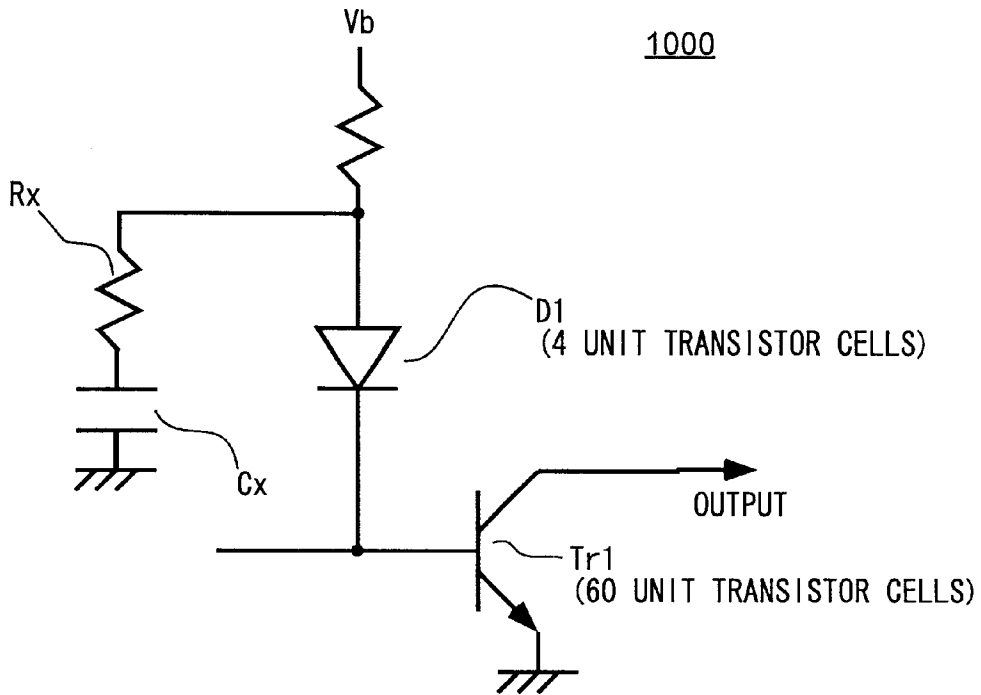 Vb
1000
Rx
D1
(4 UNIT TRANSISTOR CELLS)
Cx
OUTPUT
Tr1
(60 UNIT TRANSISTOR CELLS)